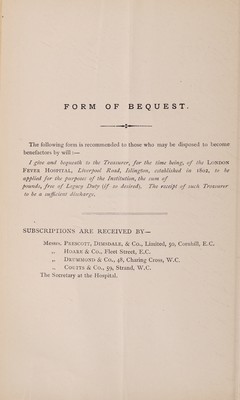 FORM OF BEQUEST.
The following form is recommended to those who may be disposed to become
benefactors by will :—
I give and bequeath to the Treasurer, for the time being, of the LONDON
FEVER HOSPITAL, Liverpool Road, Islington, established in 1802, to be
applied for the purposes of the Institution, the sum of
pounds, free of Legacy Duty (if so desired). The receipt of such Treasurer
to be a sufficient discharge.
SUBSCRIPTIONS ARE RECEIVED BY—
Messrs. PRESCOTT, DIMSDALE, & Co., Limited, 50, Cornhill, E.C.
„ HOARE & Co., Fleet Street, E.C.
„ DRUMMOND & Co., 48, Charing Cross, W.C.
„ COUTTS & Co., 59, Strand, W.C.
The Secretary at the Hospital.